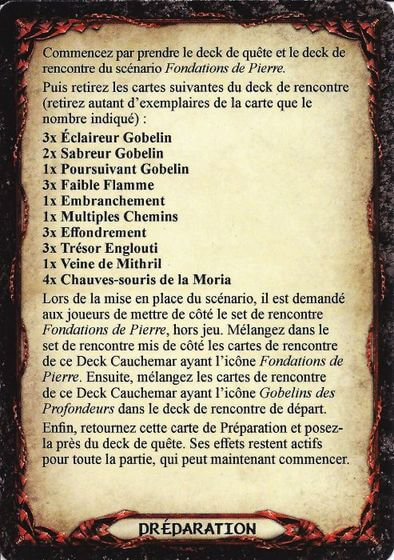 Commencez par prendre le deck de quête et le deck de
rencontre du scénario Fondations de Pierre.
Puis retirez les cartes suivantes du deck de rencontre
(retirez autant d'exemplaires de la carte que le
nombre indiqué) :
3x Éclaireur Gobelin
2x Sabreur Gobelin
1x Poursuivant Gobelin
3x Faible Flamme
1x Embranchement
1x Multiples Chemins
3x Effondrement
3x Trésor Englouti
1x Veine de Mithril
4x Chauves-souris de la Moria
Lors de la mise en place du scénario, il est demandé
aux joueurs de mettre de côté le set de rencontre
Fondations de Pierre, hors jeu. Mélangez dans le
set de rencontre mis de côté les cartes de rencontre
de ce Deck Cauchemar ayant l'icône Fondations de
Pierre. Ensuite, mélangez les cartes de rencontre
de ce Deck Cauchemar ayant l'icône Gobelins des
Profondeurs dans le deck de rencontre de départ.
Enfin, retournez cette carte de Préparation et posez-
la près du deck de quête. Ses effets restent actifs
pour toute la partie, qui peut maintenant commencer.
PRÉPARATION